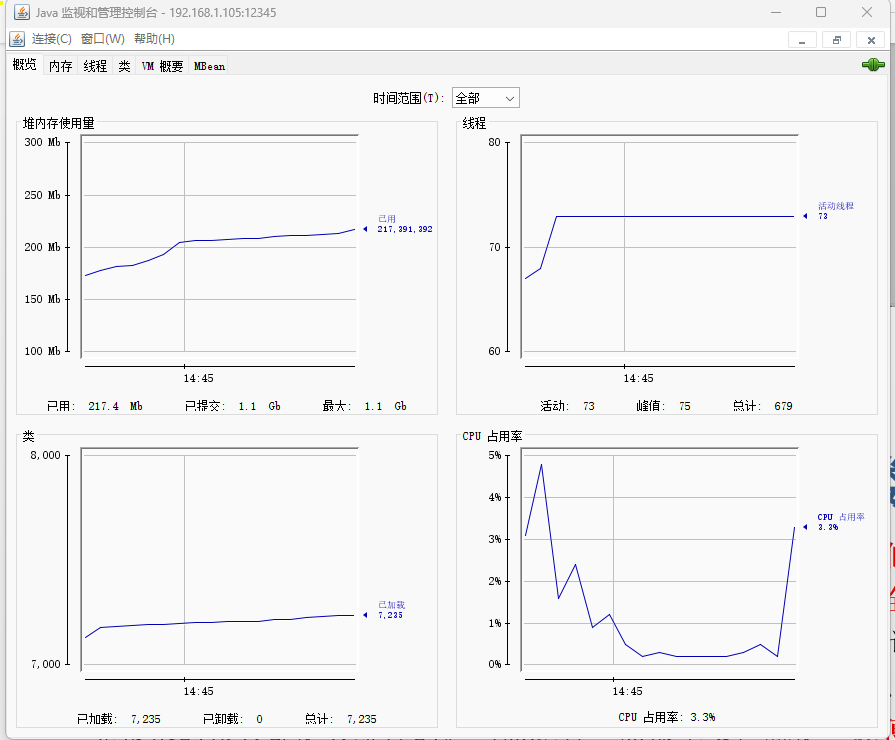 Java 监视和管理控制台 - 192.168.1.105:12345
连接(C) 窗口(W) 帮助(H)
概览 内存 线程 类 VM 概要 MBean
时间范围(T): 全部
堆内存使用量
300 Mb
250 Mb
200 Mb
150 Mb
100 Mb
已用
217,391,392
14:45
已用: 217.4 Mb 已提交: 1.1 Gb 最大: 1.1 Gb
线程
80
70
60
活动线程
73
14:45
活动: 73 峰值: 75 总计: 679
类
8,000
7,000
已加载
7,235
14:45
已加载: 7,235 已卸载: 0 总计: 7,235
CPU 占用率
5%
4%
3%
2%
1%
0%
CPU 占用率
3.3%
14:45
CPU 占用率: 3.3%